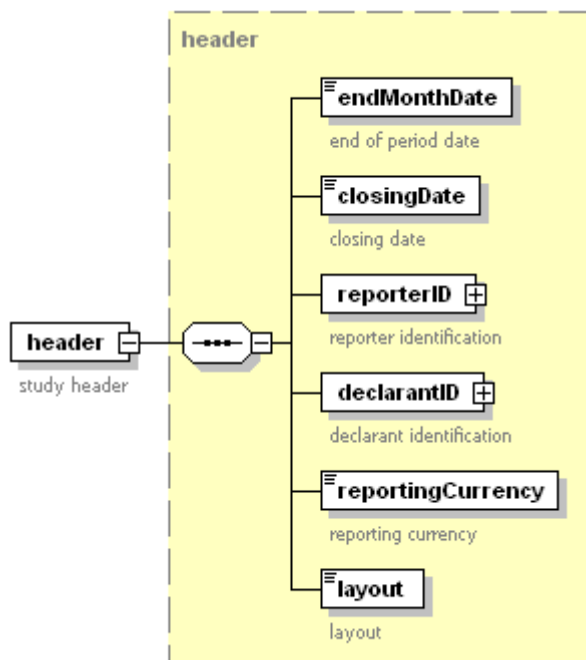 header
endMonthDate
end of period date
closingDate
closing date
reporterID
reporter identification
header
study header
declarantID
declarant identification
reportingCurrency
reporting currency
layout
layout